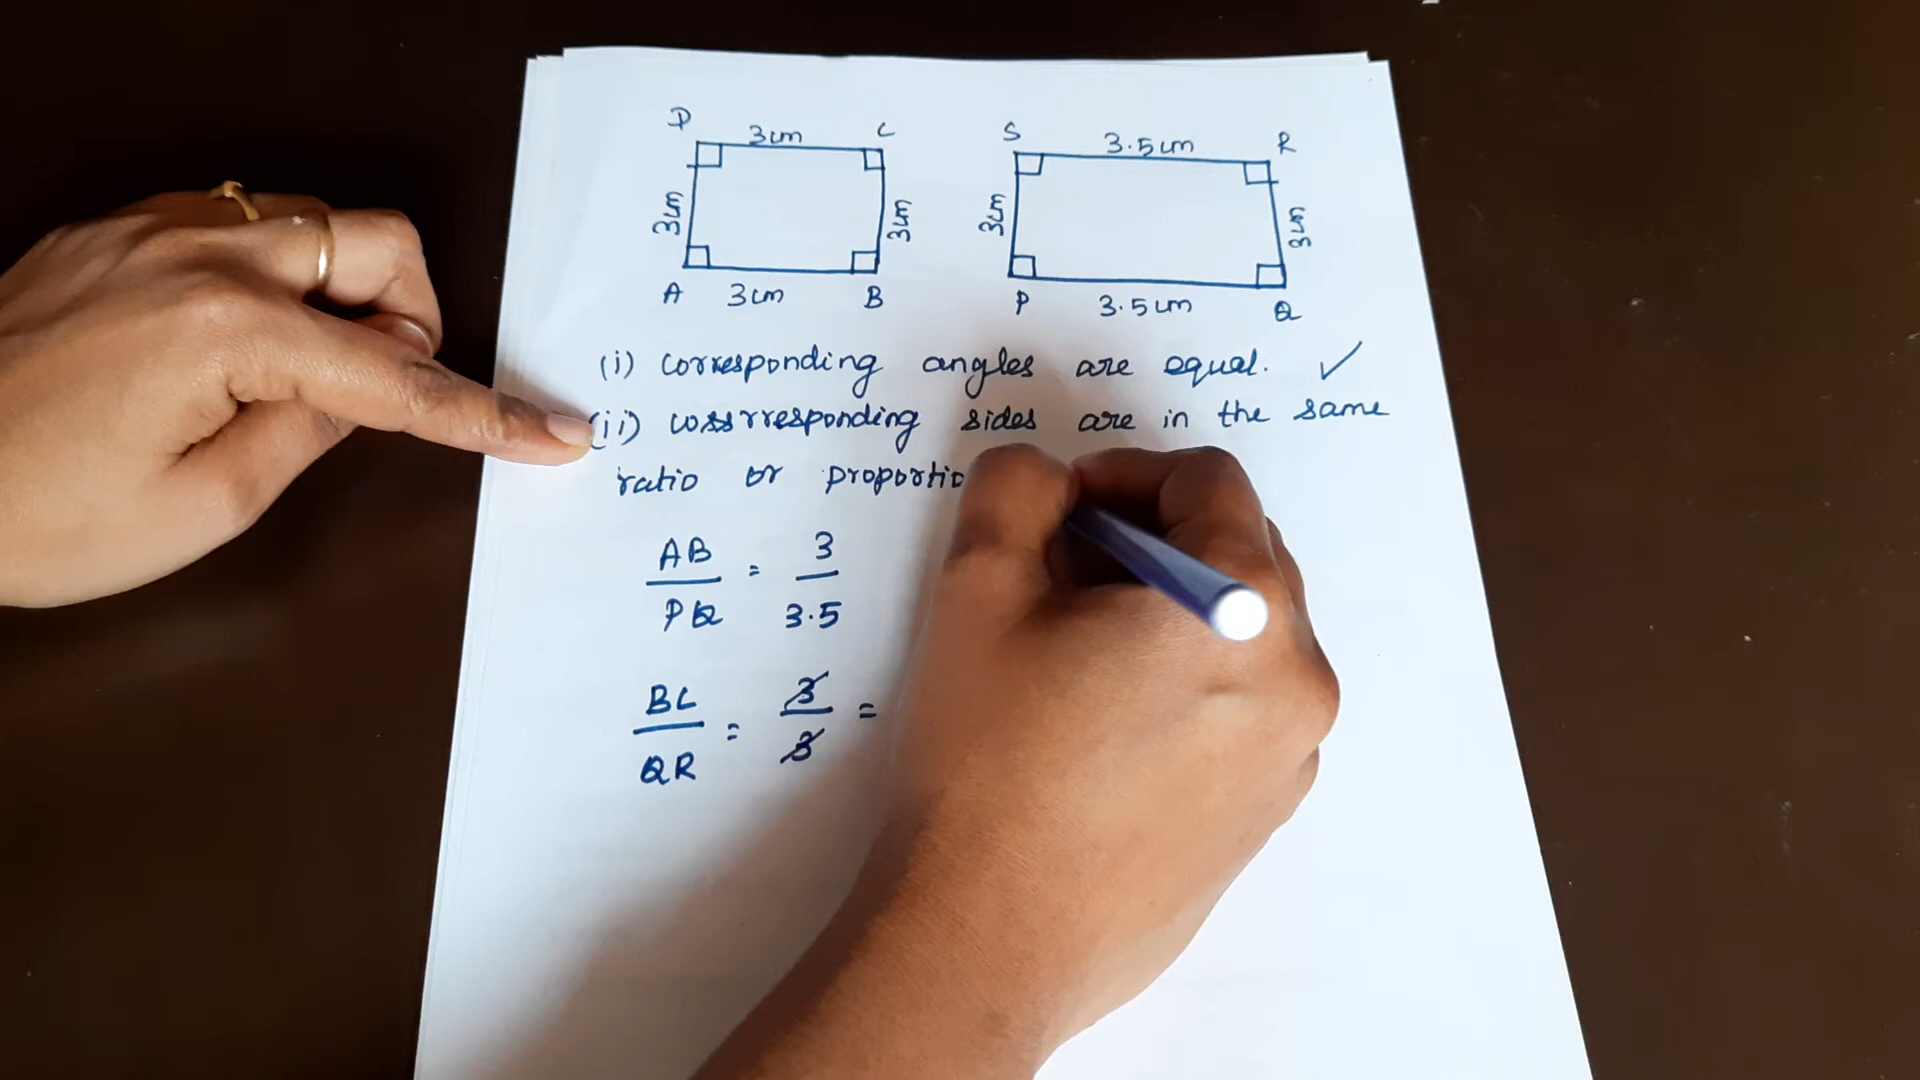 D 3cm C S 3.5cm R
3cm 3cm 3cm 3cm
A 3cm B P 3.5cm Q
(i) corresponding angles are equal. ✓
(ii) cossrresponding sides are in the same
ratio or proportio
AB = 3
PQ 3.5
BC = 3 =
QR 3